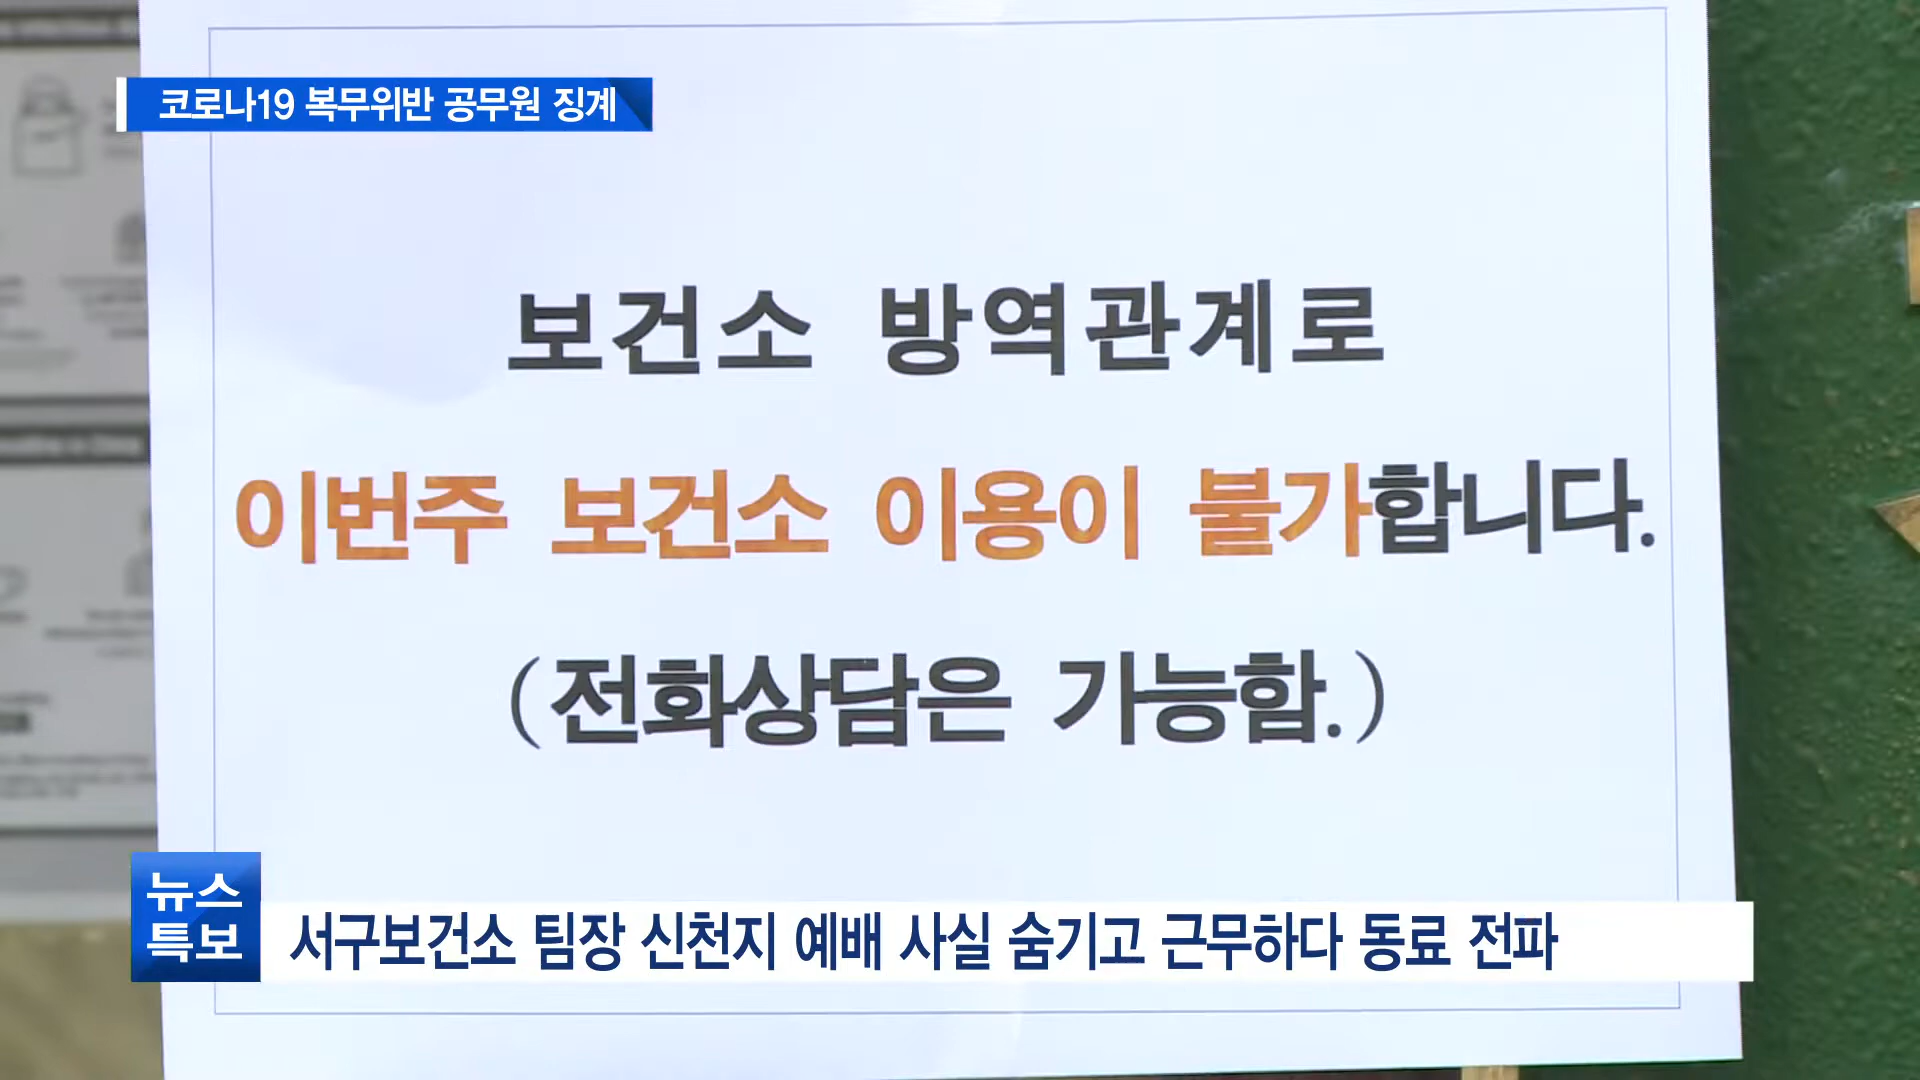 코로나19 복무위반 공무원 징계
보건소 방역관계로
이번주 보건소 이용이 불가합니다.
(전화상담은 가능함.)
뉴스
특보
서구보건소 팀장 신천지 예배 사실 숨기고 근무하다 동료 전파